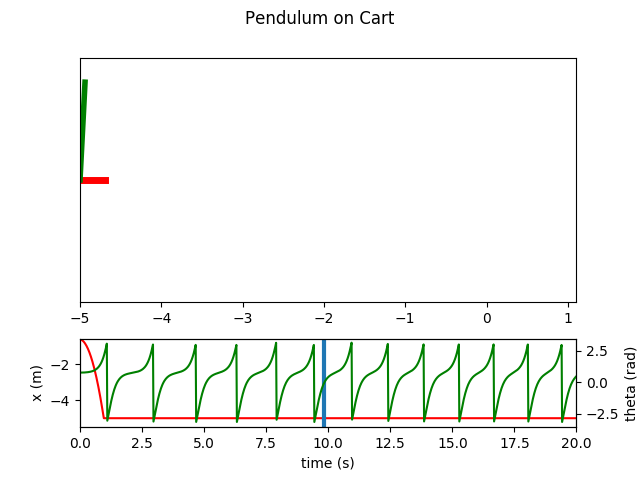 Pendulum on Cart
−5 −4 −3 −2 −1 0 1
−2
−4
x (m)
2.5
0.0
−2.5
theta (rad)
0.0 2.5 5.0 7.5 10.0 12.5 15.0 17.5 20.0
time (s)